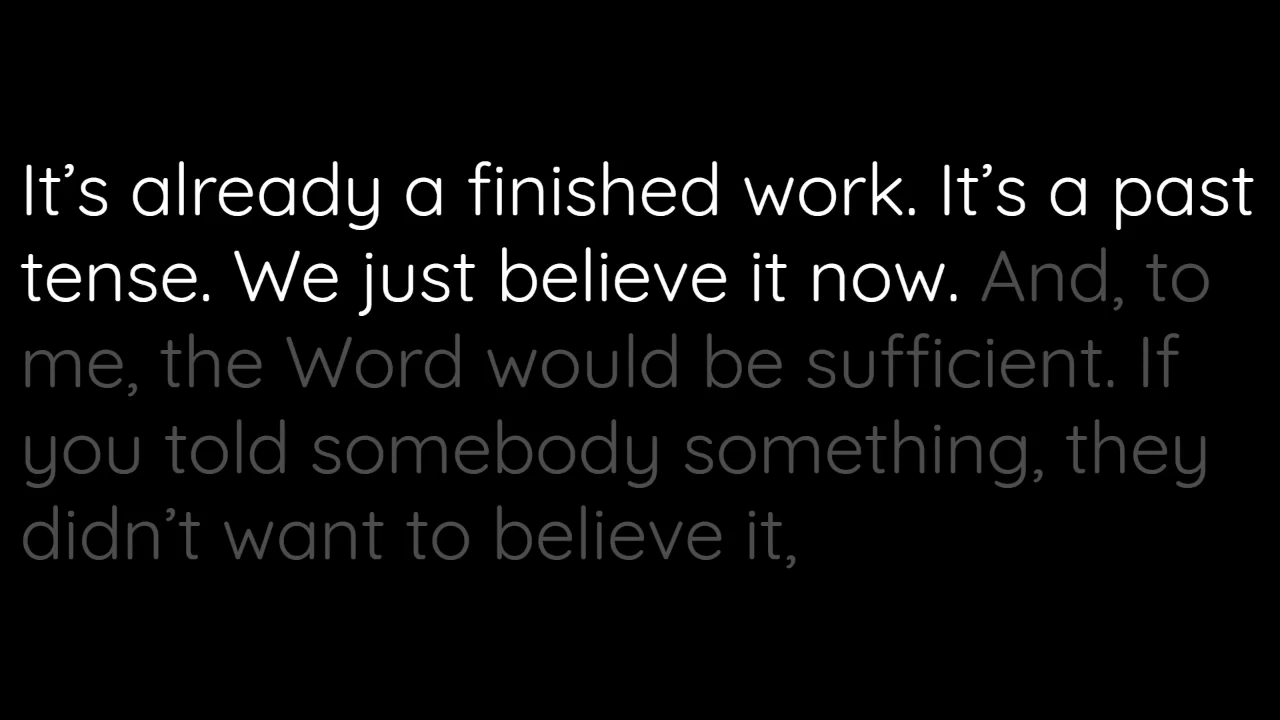 It’s already a finished work. It’s a past
tense. We just believe it now. And, to
me, the Word would be sufficient. If
you told somebody something, they
didn’t want to believe it,